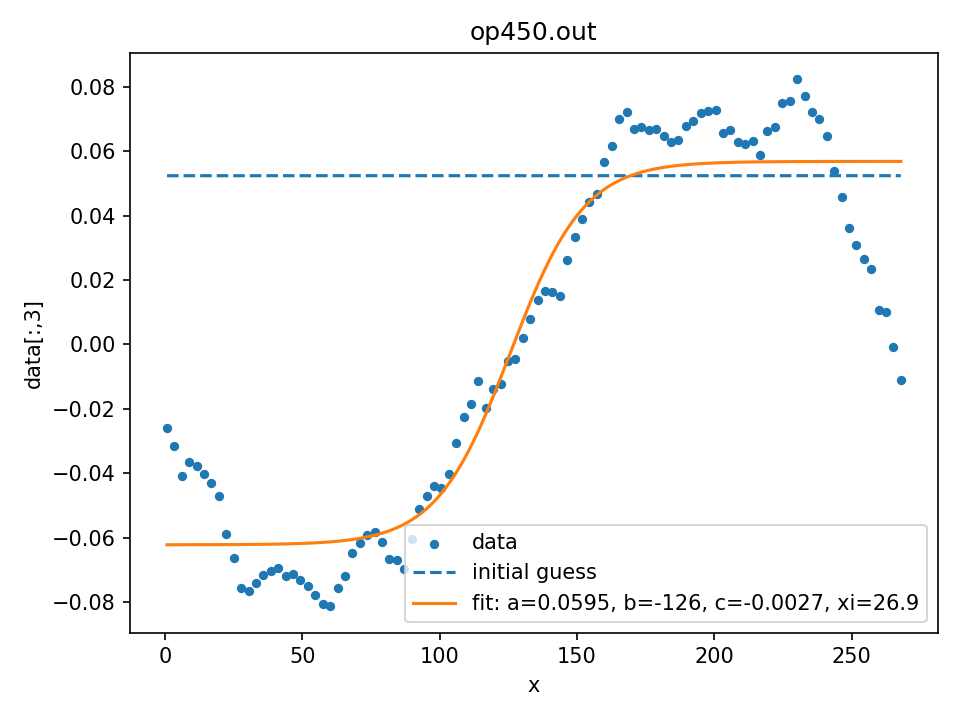 op450.out
0.08
0.06
0.04
0.02
0.00
−0.02
−0.04
−0.06
−0.08
data[:,3]
data
initial guess
fit: a=0.0595, b=-126, c=-0.0027, xi=26.9
0 50 100 150 200 250
x